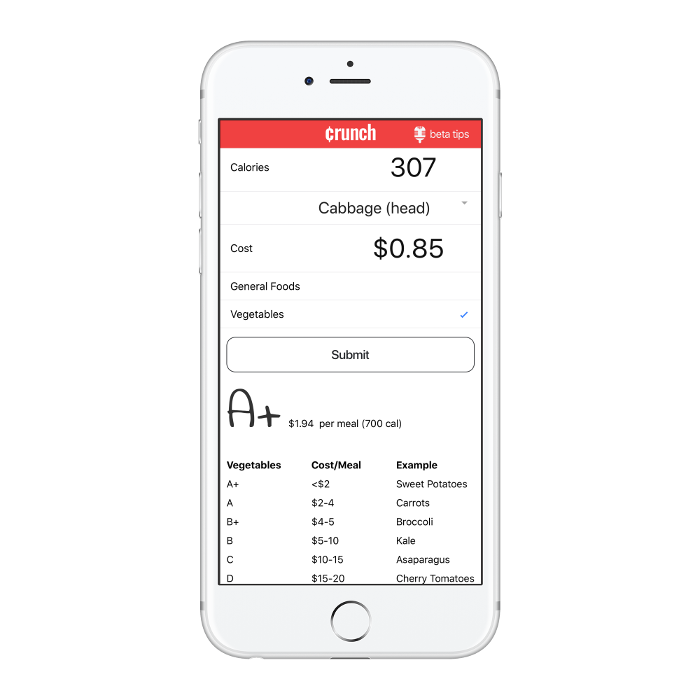 ¢runch beta tips
Calories 307
Cabbage (head)
Cost $0.85
General Foods
Vegetables
Submit
A+ $1.94 per meal (700 cal)
Vegetables Cost/Meal Example
A+ <$2 Sweet Potatoes
A $2-4 Carrots
B+ $4-5 Broccoli
B $5-10 Kale
C $10-15 Asaparagus
D $15-20 Cherry Tomatoes